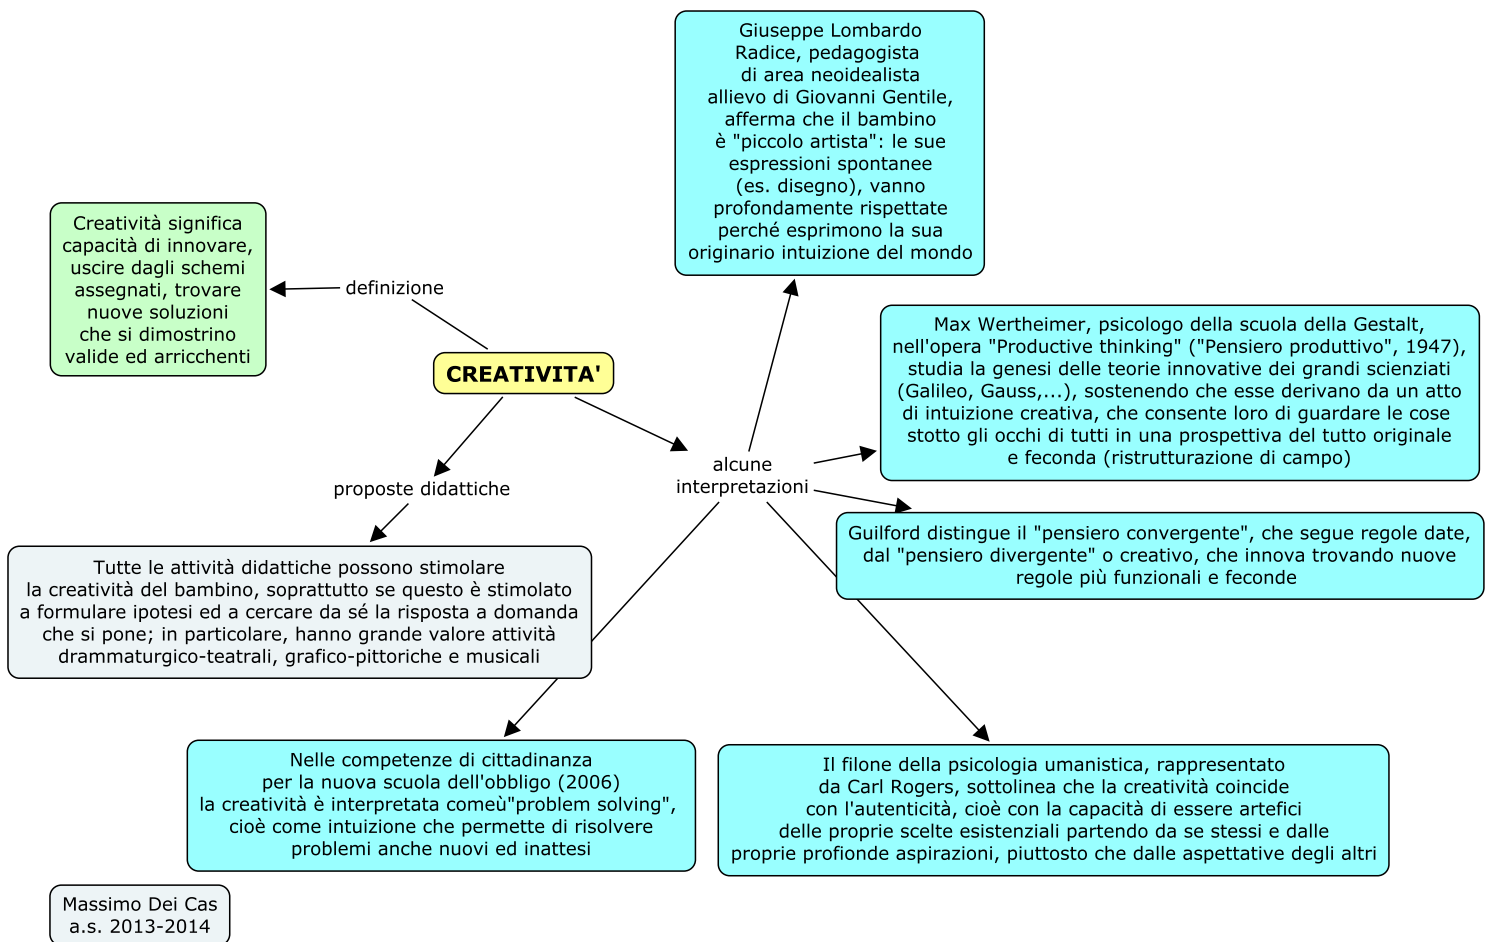 Giuseppe Lombardo
Radice, pedagogista
di area neoidealista
allievo di Giovanni Gentile,
afferma che il bambino
è "piccolo artista": le sue
espressioni spontanee
(es. disegno), vanno
profondamente rispettate
perché esprimono la sua
originario intuizione del mondo
Creatività significa
capacità di innovare,
uscire dagli schemi
assegnati, trovare
nuove soluzioni
che si dimostrino
valide ed arricchenti
definizione
CREATIVITA'
Max Wertheimer, psicologo della scuola della Gestalt,
nell'opera "Productive thinking" ("Pensiero produttivo", 1947),
studia la genesi delle teorie innovative dei grandi scienziati
(Galileo, Gauss,...), sostenendo che esse derivano da un atto
di intuizione creativa, che consente loro di guardare le cose
stotto gli occhi di tutti in una prospettiva del tutto originale
e feconda (ristrutturazione di campo)
alcune
interpretazioni
proposte didattiche
Guilford distingue il "pensiero convergente", che segue regole date,
dal "pensiero divergente" o creativo, che innova trovando nuove
regole più funzionali e feconde
Tutte le attività didattiche possono stimolare
la creatività del bambino, soprattutto se questo è stimolato
a formulare ipotesi ed a cercare da sé la risposta a domanda
che si pone; in particolare, hanno grande valore attività
drammaturgico-teatrali, grafico-pittoriche e musicali
Nelle competenze di cittadinanza
per la nuova scuola dell'obbligo (2006)
la creatività è interpretata comeù"problem solving",
cioè come intuizione che permette di risolvere
problemi anche nuovi ed inattesi
Il filone della psicologia umanistica, rappresentato
da Carl Rogers, sottolinea che la creatività coincide
con l'autenticità, cioè con la capacità di essere artefici
delle proprie scelte esistenziali partendo da se stessi e dalle
proprie profionde aspirazioni, piuttosto che dalle aspettative degli altri
Massimo Dei Cas
a.s. 2013-2014